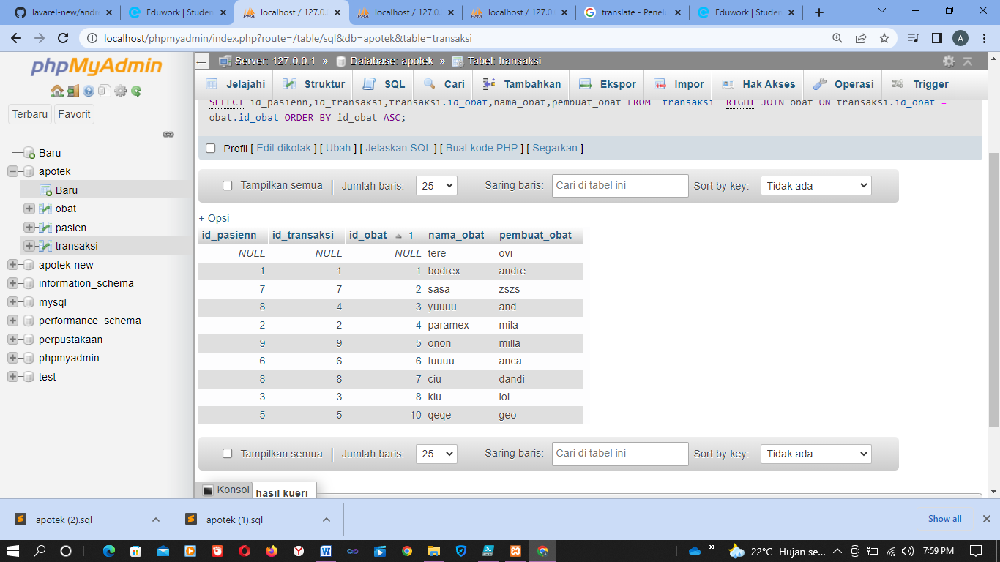 lavarel-new/andr
Eduwork | Studen
localhost / 127.0.
localhost / 127.0.
localhost / 127.0.
translate - Penelu
Eduwork | Studen
localhost/phpmyadmin/index.php?route=/table/sql&db=apotek&table=transaksi
A
phpMyAdmin
Terbaru
Favorit
Baru
apotek
Baru
obat
pasien
transaksi
apotek-new
information_schema
mysql
performance_schema
perpustakaan
phpmyadmin
test
Server: 127.0.0.1 » Database: apotek » Tabel: transaksi
Jelajahi Struktur SQL Cari Tambahkan Ekspor Impor Hak Akses Operasi Trigger
SELECT id_pasienn,id_transaksi,transaksi.id_obat,nama_obat,pembuat_obat FROM `transaksi` RIGHT JOIN obat ON transaksi.id_obat =
obat.id_obat ORDER BY id_obat ASC;
Profil [ Edit dikotak ] [ Ubah ] [ Jelaskan SQL ] [ Buat kode PHP ] [ Segarkan ]
Tampilkan semua Jumlah baris: 25 Saring baris: Cari di tabel ini Sort by key: Tidak ada
+ Opsi
id_pasienn id_transaksi id_obat 1 nama_obat pembuat_obat
NULL NULL NULL tere ovi
1 1 1 bodrex andre
7 7 2 sasa zszs
8 4 3 yuuuu and
2 2 4 paramex mila
9 9 5 onon milla
6 6 6 tuuuu anca
8 8 7 ciu dandi
3 3 8 kiu loi
5 5 10 qeqe geo
Tampilkan semua Jumlah baris: 25 Saring baris: Cari di tabel ini Sort by key: Tidak ada
Konsol
hasil kueri
apotek (2).sql
apotek (1).sql
Show all
22°C Hujan se...
7:59 PM